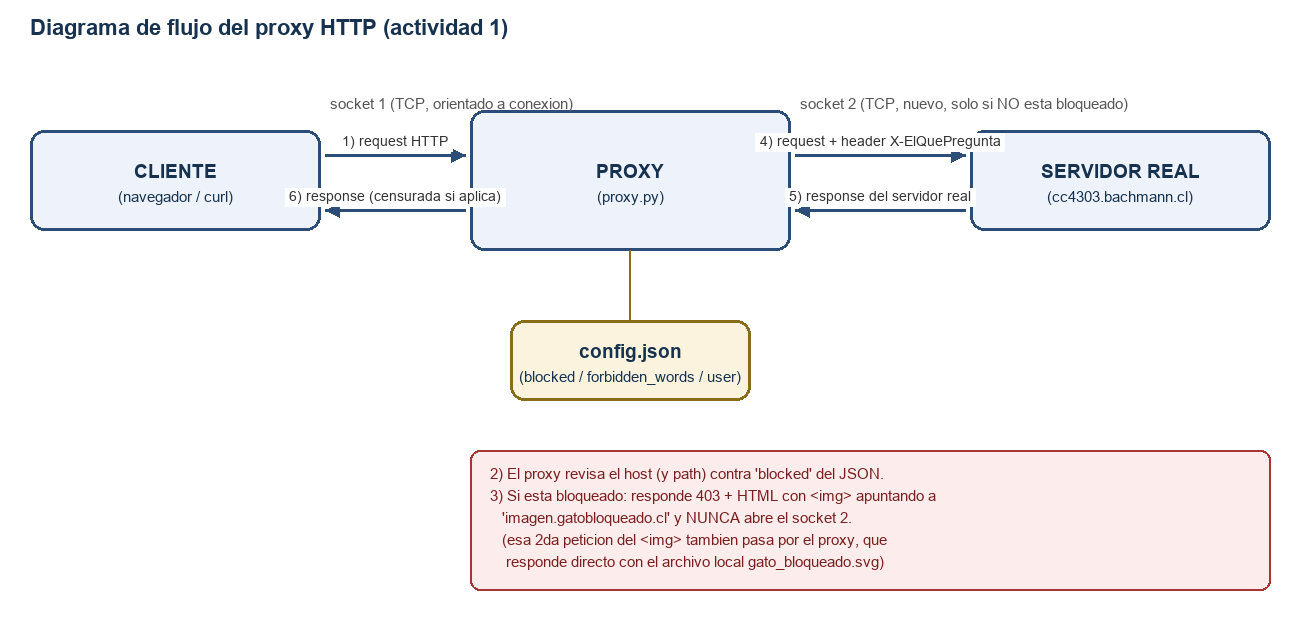 Diagrama de flujo del proxy HTTP (actividad 1)
socket 1 (TCP, orientado a conexion)
socket 2 (TCP, nuevo, solo si NO esta bloqueado)
CLIENTE
(navegador / curl)
1) request HTTP
6) response (censurada si aplica)
PROXY
(proxy.py)
4) request + header X-ElQuePregunta
5) response del servidor real
SERVIDOR REAL
(cc4303.bachmann.cl)
config.json
(blocked / forbidden_words / user)
2) El proxy revisa el host (y path) contra 'blocked' del JSON.
3) Si esta bloqueado: responde 403 + HTML con <img> apuntando a
'imagen.gatobloqueado.cl' y NUNCA abre el socket 2.
(esa 2da peticion del <img> tambien pasa por el proxy, que
responde directo con el archivo local gato_bloqueado.svg)